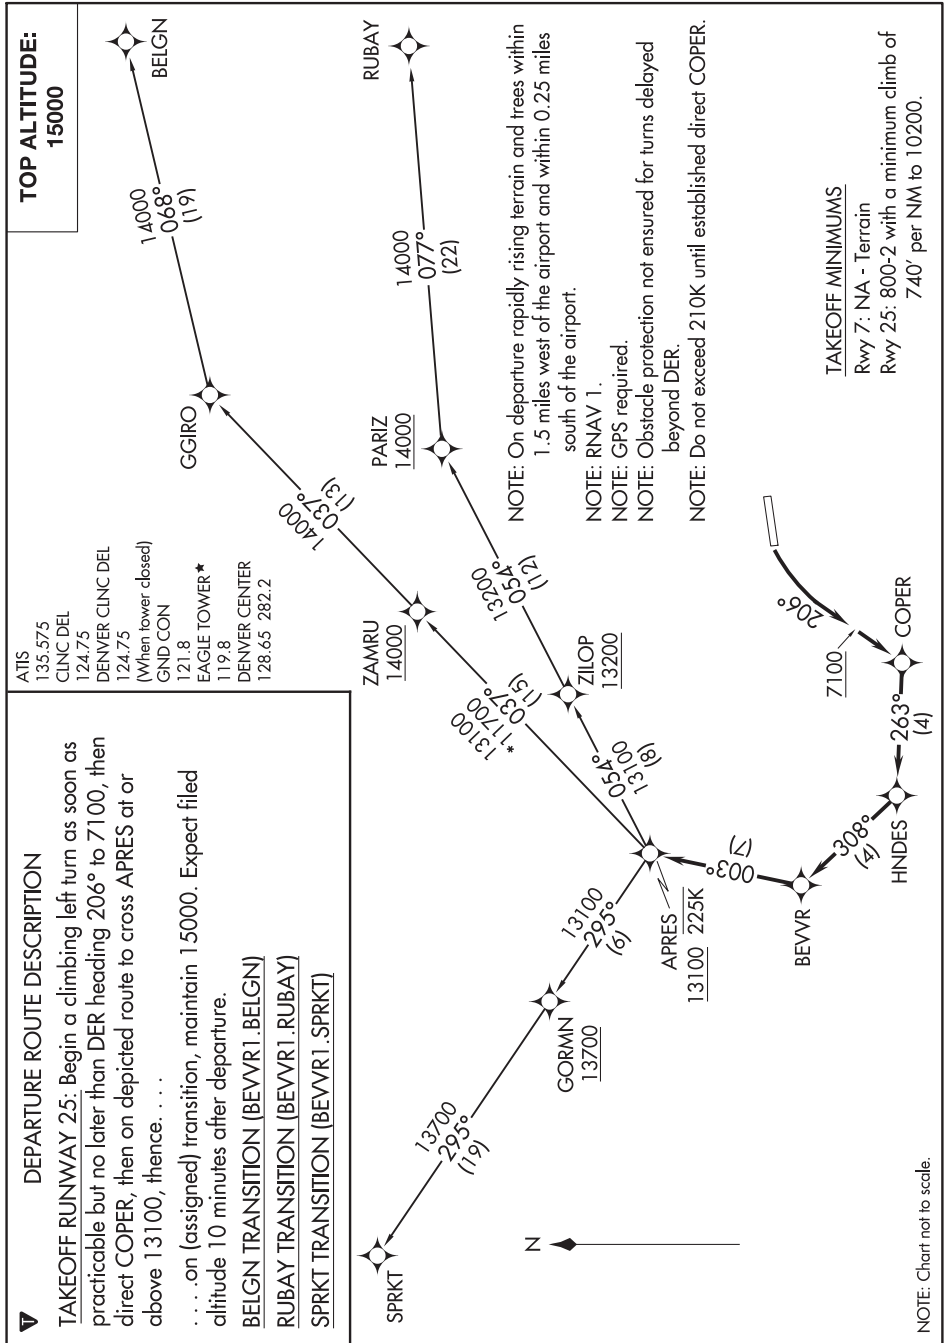 DEPARTURE ROUTE DESCRIPTION
T
TAKEOFF RUNWAY 25: Begin a climbing left turn as soon as
practicable but no later than DER heading 206° to 7100, then
direct COPER, then on depicted route to cross APRES at or
above 13100, thence. . . .
. . . .on (assigned) transition, maintain 15000. Expect filed
altitude 10 minutes after departure.
BELGN TRANSITION (BEVVR1.BELGN)
RUBAY TRANSITION (BEVVR1.RUBAY)
SPRKT TRANSITION (BEVVR1.SPRKT)
ATIS
135.575
CLNC DEL
124.75
DENVER CLNC DEL
124.75
(When tower closed)
GND CON
121.8
EAGLE TOWER★
119.8
DENVER CENTER
128.65 282.2
TOP ALTITUDE:
15000
BELGN
14000
068°
(19)
GGIRO
14000
037°
(13)
ZAMRU
14000
13100
*11700
037°
(15)
RUBAY
14000
077°
(22)
PARIZ
14000
13200
054°
(12)
ZILOP
13200
054°
13100
(8)
SPRKT
13700
295°
(19)
GORMN
13700
13100
295°
(6)
APRES
13100 225K
003°
(7)
BEVVR
308°
(4)
HNDES
263°
(4)
COPER
7100
206°
N
NOTE: On departure rapidly rising terrain and trees within
1.5 miles west of the airport and within 0.25 miles
south of the airport.
NOTE: RNAV 1.
NOTE: GPS required.
NOTE: Obstacle protection not ensured for turns delayed
beyond DER.
NOTE: Do not exceed 210K until established direct COPER.
TAKEOFF MINIMUMS
Rwy 7: NA - Terrain
Rwy 25: 800-2 with a minimum climb of
740' per NM to 10200.
NOTE: Chart not to scale.